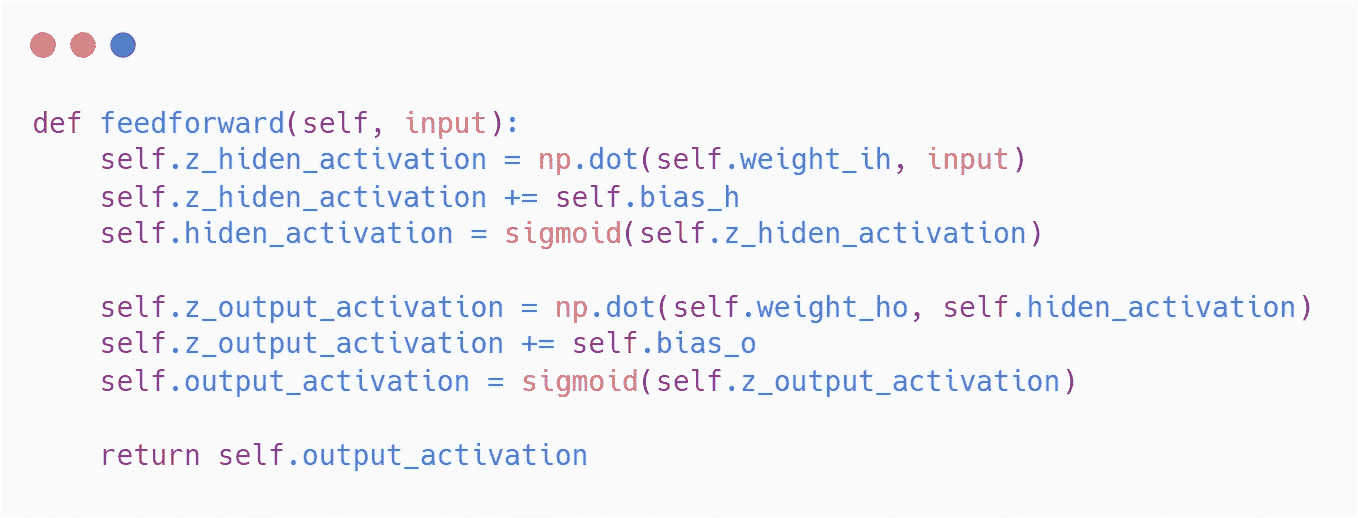 def feedforward(self, input):
    self.z_hiden_activation = np.dot(self.weight_ih, input)
    self.z_hiden_activation += self.bias_h
    self.hiden_activation = sigmoid(self.z_hiden_activation)

    self.z_output_activation = np.dot(self.weight_ho, self.hiden_activation)
    self.z_output_activation += self.bias_o
    self.output_activation = sigmoid(self.z_output_activation)

    return self.output_activation